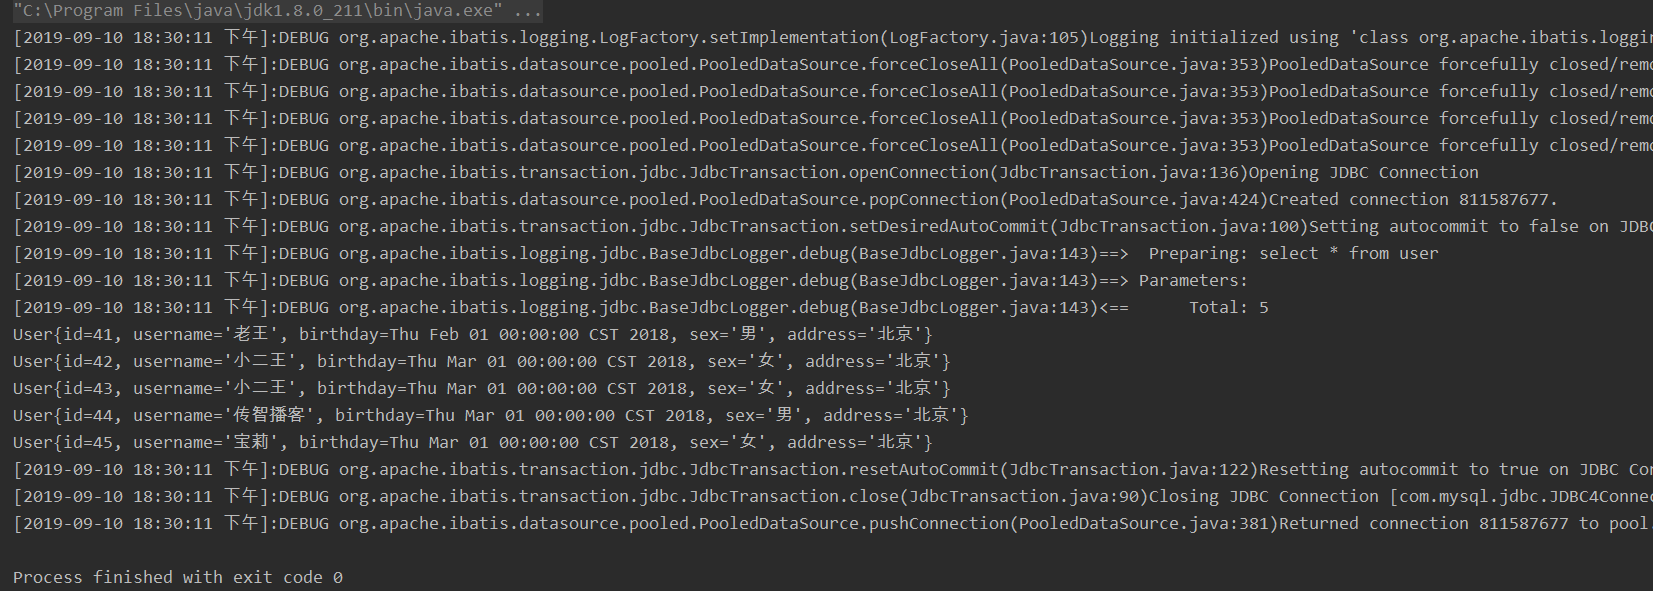 "C:\Program Files\java\jdk1.8.0_211\bin\java.exe" ...
[2019-09-10 18:30:11 下午]:DEBUG org.apache.ibatis.logging.LogFactory.setImplementation(LogFactory.java:105)Logging initialized using 'class org.apache.ibatis.loggin
[2019-09-10 18:30:11 下午]:DEBUG org.apache.ibatis.datasource.pooled.PooledDataSource.forceCloseAll(PooledDataSource.java:353)PooledDataSource forcefully closed/remo
[2019-09-10 18:30:11 下午]:DEBUG org.apache.ibatis.datasource.pooled.PooledDataSource.forceCloseAll(PooledDataSource.java:353)PooledDataSource forcefully closed/remo
[2019-09-10 18:30:11 下午]:DEBUG org.apache.ibatis.datasource.pooled.PooledDataSource.forceCloseAll(PooledDataSource.java:353)PooledDataSource forcefully closed/remo
[2019-09-10 18:30:11 下午]:DEBUG org.apache.ibatis.datasource.pooled.PooledDataSource.forceCloseAll(PooledDataSource.java:353)PooledDataSource forcefully closed/remo
[2019-09-10 18:30:11 下午]:DEBUG org.apache.ibatis.transaction.jdbc.JdbcTransaction.openConnection(JdbcTransaction.java:136)Opening JDBC Connection
[2019-09-10 18:30:11 下午]:DEBUG org.apache.ibatis.datasource.pooled.PooledDataSource.popConnection(PooledDataSource.java:424)Created connection 811587677.
[2019-09-10 18:30:11 下午]:DEBUG org.apache.ibatis.transaction.jdbc.JdbcTransaction.setDesiredAutoCommit(JdbcTransaction.java:100)Setting autocommit to false on JDBC
[2019-09-10 18:30:11 下午]:DEBUG org.apache.ibatis.logging.jdbc.BaseJdbcLogger.debug(BaseJdbcLogger.java:143)==>  Preparing: select * from user
[2019-09-10 18:30:11 下午]:DEBUG org.apache.ibatis.logging.jdbc.BaseJdbcLogger.debug(BaseJdbcLogger.java:143)==> Parameters:
[2019-09-10 18:30:11 下午]:DEBUG org.apache.ibatis.logging.jdbc.BaseJdbcLogger.debug(BaseJdbcLogger.java:143)<==      Total: 5
User{id=41, username='老王', birthday=Thu Feb 01 00:00:00 CST 2018, sex='男', address='北京'}
User{id=42, username='小二王', birthday=Thu Mar 01 00:00:00 CST 2018, sex='女', address='北京'}
User{id=43, username='小二王', birthday=Thu Mar 01 00:00:00 CST 2018, sex='女', address='北京'}
User{id=44, username='传智播客', birthday=Thu Mar 01 00:00:00 CST 2018, sex='男', address='北京'}
User{id=45, username='宝莉', birthday=Thu Mar 01 00:00:00 CST 2018, sex='女', address='北京'}
[2019-09-10 18:30:11 下午]:DEBUG org.apache.ibatis.transaction.jdbc.JdbcTransaction.resetAutoCommit(JdbcTransaction.java:122)Resetting autocommit to true on JDBC Con
[2019-09-10 18:30:11 下午]:DEBUG org.apache.ibatis.transaction.jdbc.JdbcTransaction.close(JdbcTransaction.java:90)Closing JDBC Connection [com.mysql.jdbc.JDBC4Connec
[2019-09-10 18:30:11 下午]:DEBUG org.apache.ibatis.datasource.pooled.PooledDataSource.pushConnection(PooledDataSource.java:381)Returned connection 811587677 to pool.
Process finished with exit code 0